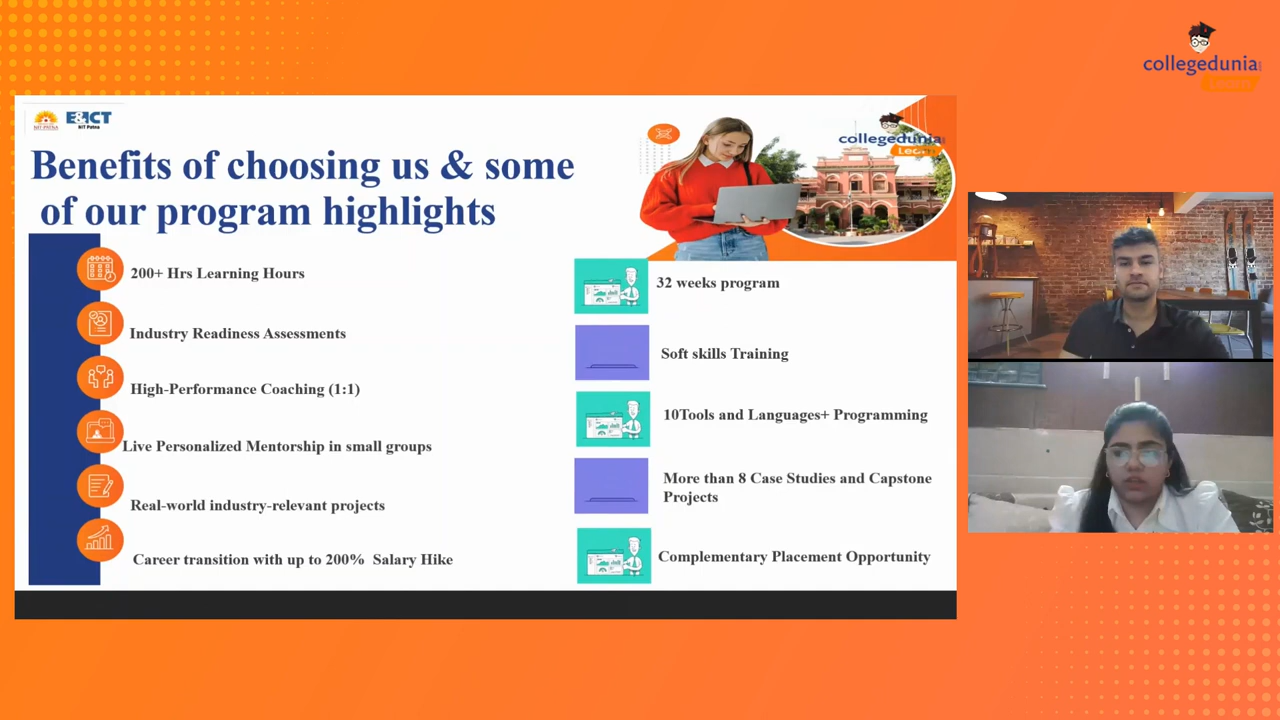 collegedunia
E&ICT
NIT Patna
NIT PATNA
collegedunia
Learn
Benefits of choosing us & some
of our program highlights
200+ Hrs Learning Hours
Industry Readiness Assessments
High-Performance Coaching (1:1)
Live Personalized Mentorship in small groups
Real-world industry-relevant projects
Career transition with up to 200% Salary Hike
32 weeks program
Soft skills Training
10Tools and Languages+ Programming
More than 8 Case Studies and Capstone
Projects
Complementary Placement Opportunity